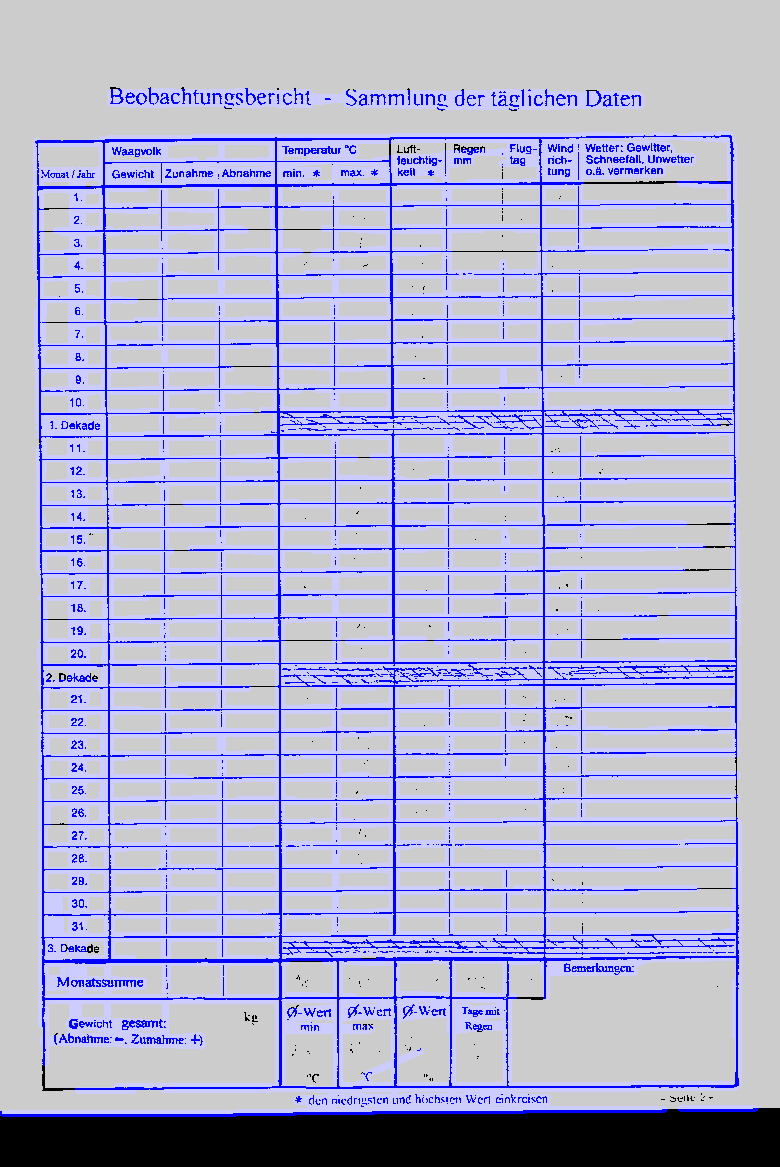 Beobachtungsbericht - Sammlung der täglichen Daten
Monat / Jahr
Waagvolk
Gewicht Zunahme Abnahme
Temperatur °C
min. * max. *
Luft-
feuchtig-
keit *
Regen
mm
Flug-
tag
Wind
rich-
tung
Wetter: Gewitter,
Schneefall, Unwetter
o.ä. vermerken
1.
2.
3.
4.
5.
6.
7.
8.
9.
10.
1. Dekade
11.
12.
13.
14.
15.
16.
17.
18.
19.
20.
2. Dekade
21.
22.
23.
24.
25.
26.
27.
28.
29.
30.
31.
3. Dekade
Monatssumme
Bemerkungen:
Gewicht gesamt: kg
(Abnahme: -, Zumahme: +)
Ø-Wert
min
°C
Ø-Wert
max
°C
Ø-Wert
%
Tage mit
Regen
* den niedrigsten und höchsten Wert einkreisen
- Seite 2 -